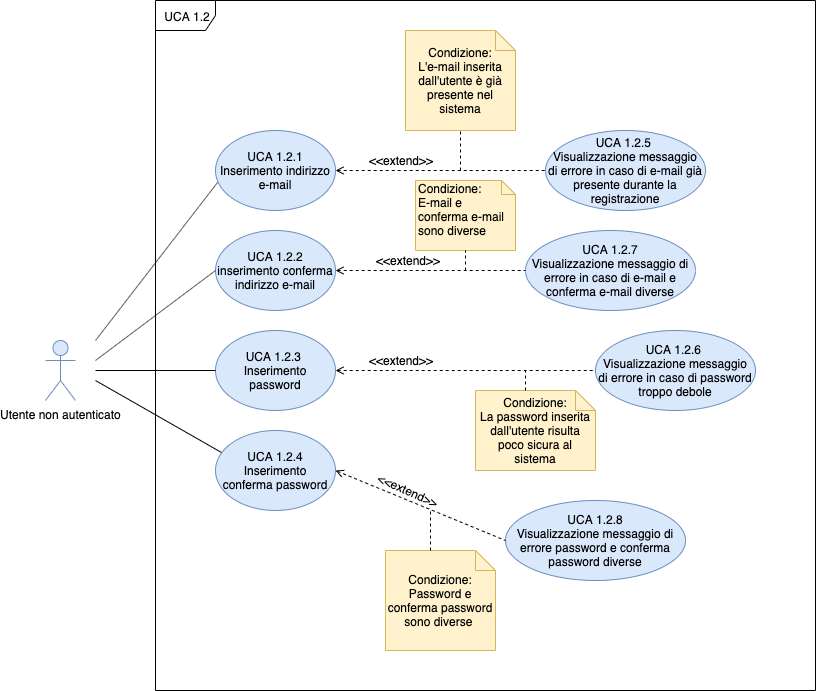 UCA 1.2
Condizione:
L'e-mail inserita
dall'utente è già
presente nel
sistema
UCA 1.2.1
Inserimento indirizzo
e-mail
<<extend>>
UCA 1.2.5
Visualizzazione messaggio
di errore in caso di e-mail già
presente durante la
registrazione
Condizione:
E-mail e
conferma e-mail
sono diverse
UCA 1.2.2
inserimento conferma
indirizzo e-mail
<<extend>>
UCA 1.2.7
Visualizzazione messaggio di
errore in caso di e-mail e
conferma e-mail diverse
UCA 1.2.3
Inserimento
password
<<extend>>
UCA 1.2.6
Visualizzazione messaggio
di errore in caso di password
troppo debole
Utente non autenticato
Condizione:
La password inserita
dall'utente risulta
poco sicura al
sistema
UCA 1.2.4
Inserimento
conferma password
<<extend>>
UCA 1.2.8
Visualizzazione messaggio di
errore password e conferma
password diverse
Condizione:
Password e
conferma password
sono diverse